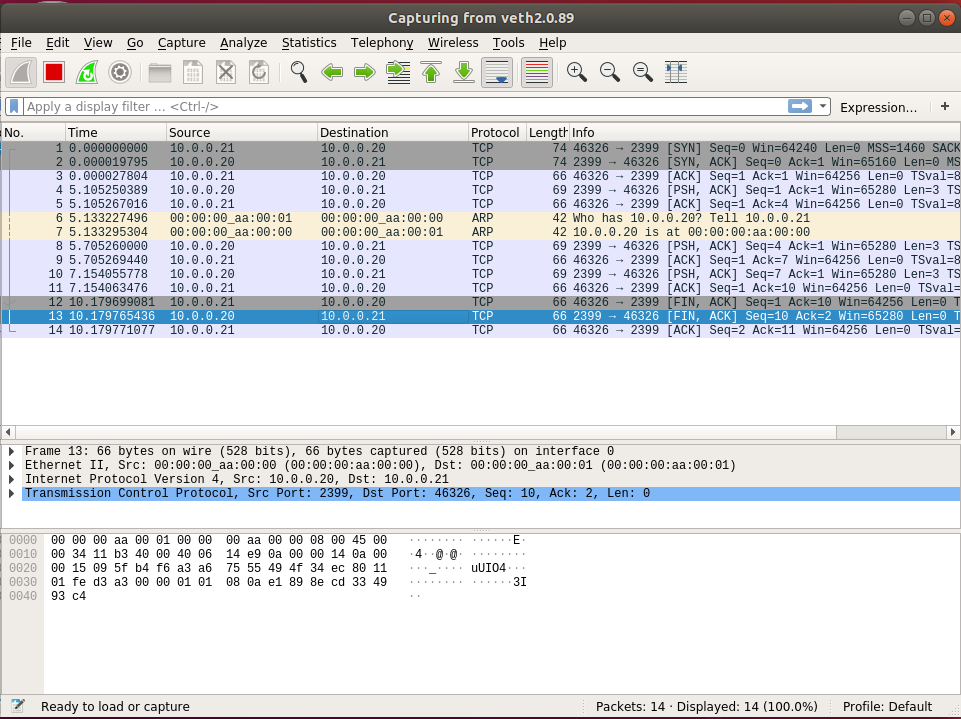 Capturing from veth2.0.89
File Edit View Go Capture Analyze Statistics Telephony Wireless Tools Help
Apply a display filter ... <Ctrl-/> Expression... +
No. Time Source Destination Protocol Length Info
1 0.000000000 10.0.0.21 10.0.0.20 TCP 74 46326 → 2399 [SYN] Seq=0 Win=64240 Len=0 MSS=1460 SACK
2 0.000019795 10.0.0.20 10.0.0.21 TCP 74 2399 → 46326 [SYN, ACK] Seq=0 Ack=1 Win=65160 Len=0 MS
3 0.000027804 10.0.0.21 10.0.0.20 TCP 66 46326 → 2399 [ACK] Seq=1 Ack=1 Win=64256 Len=0 TSval=8
4 5.105250389 10.0.0.20 10.0.0.21 TCP 69 2399 → 46326 [PSH, ACK] Seq=1 Ack=1 Win=65280 Len=3 TS
5 5.105267016 10.0.0.21 10.0.0.20 TCP 66 46326 → 2399 [ACK] Seq=1 Ack=4 Win=64256 Len=0 TSval=8
6 5.133227496 00:00:00_aa:00:01 00:00:00_aa:00:00 ARP 42 Who has 10.0.0.20? Tell 10.0.0.21
7 5.133295304 00:00:00_aa:00:00 00:00:00_aa:00:01 ARP 42 10.0.0.20 is at 00:00:00:aa:00:00
8 5.705260000 10.0.0.20 10.0.0.21 TCP 69 2399 → 46326 [PSH, ACK] Seq=4 Ack=1 Win=65280 Len=3 TS
9 5.705269440 10.0.0.21 10.0.0.20 TCP 66 46326 → 2399 [ACK] Seq=1 Ack=7 Win=64256 Len=0 TSval=8
10 7.154055778 10.0.0.20 10.0.0.21 TCP 69 2399 → 46326 [PSH, ACK] Seq=7 Ack=1 Win=65280 Len=3 TS
11 7.154063476 10.0.0.21 10.0.0.20 TCP 66 46326 → 2399 [ACK] Seq=1 Ack=10 Win=64256 Len=0 TSval=
12 10.179699081 10.0.0.21 10.0.0.20 TCP 66 46326 → 2399 [FIN, ACK] Seq=1 Ack=10 Win=64256 Len=0 T
13 10.179765436 10.0.0.20 10.0.0.21 TCP 66 2399 → 46326 [FIN, ACK] Seq=10 Ack=2 Win=65280 Len=0 T
14 10.179771077 10.0.0.21 10.0.0.20 TCP 66 46326 → 2399 [ACK] Seq=2 Ack=11 Win=64256 Len=0 TSval=
Frame 13: 66 bytes on wire (528 bits), 66 bytes captured (528 bits) on interface 0
Ethernet II, Src: 00:00:00_aa:00:00 (00:00:00:aa:00:00), Dst: 00:00:00_aa:00:01 (00:00:00:aa:00:01)
Internet Protocol Version 4, Src: 10.0.0.20, Dst: 10.0.0.21
Transmission Control Protocol, Src Port: 2399, Dst Port: 46326, Seq: 10, Ack: 2, Len: 0
0000 00 00 00 aa 00 01 00 00 00 aa 00 00 08 00 45 00 ········ ······E·
0010 00 34 11 b3 40 00 40 06 14 e9 0a 00 00 14 0a 00 ·4··@·@· ········
0020 00 15 09 5f b4 f6 a3 a6 75 55 49 4f 34 ec 80 11 ···_···· uUIO4···
0030 01 fe d3 a3 00 00 01 01 08 0a e1 89 8e cd 33 49 ········ ······3I
0040 93 c4 ··
Ready to load or capture Packets: 14 · Displayed: 14 (100.0%) Profile: Default